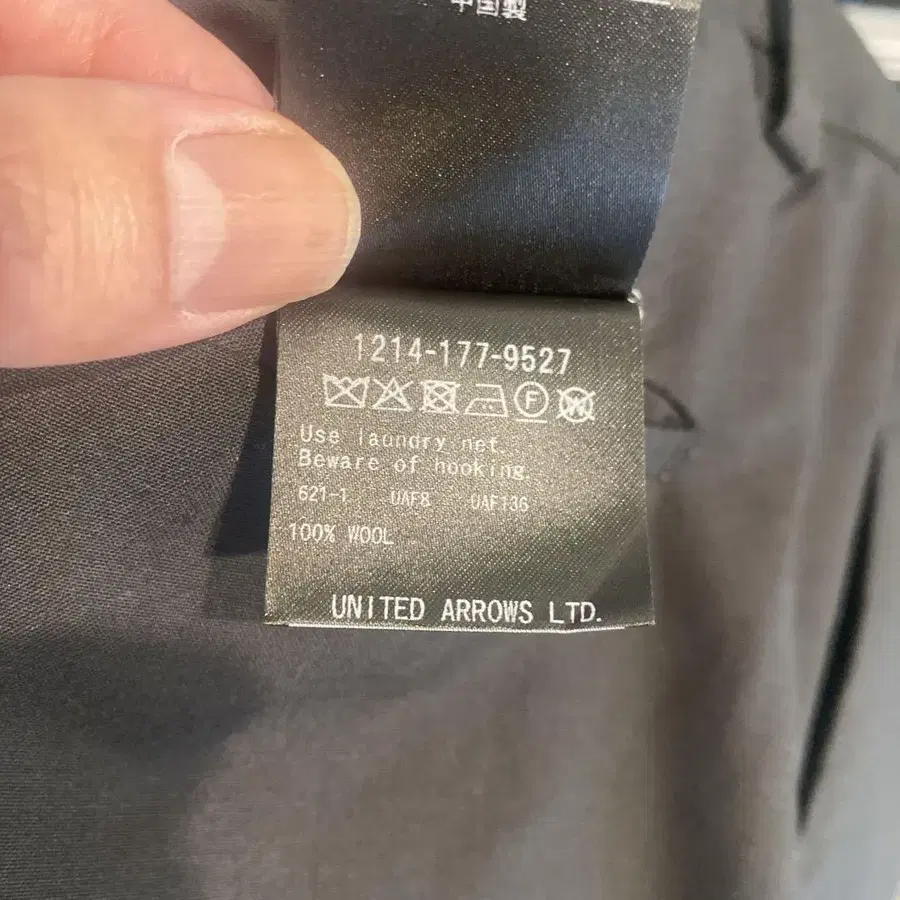 中国製
1214-177-9527
F W
Use laundry net.
Beware of hooking.
621-1 UAF8 UAF136
100% WOOL
UNITED ARROWS LTD.